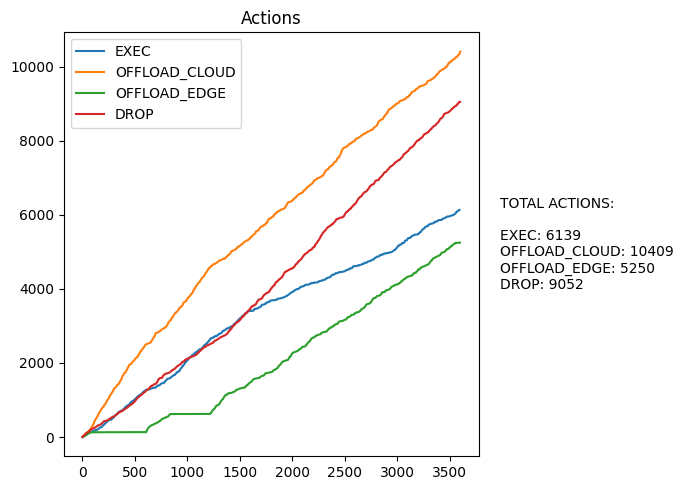 Actions
EXEC
OFFLOAD_CLOUD
OFFLOAD_EDGE
DROP
10000
8000
6000
4000
2000
0
0 500 1000 1500 2000 2500 3000 3500
TOTAL ACTIONS:
EXEC: 6139
OFFLOAD_CLOUD: 10409
OFFLOAD_EDGE: 5250
DROP: 9052